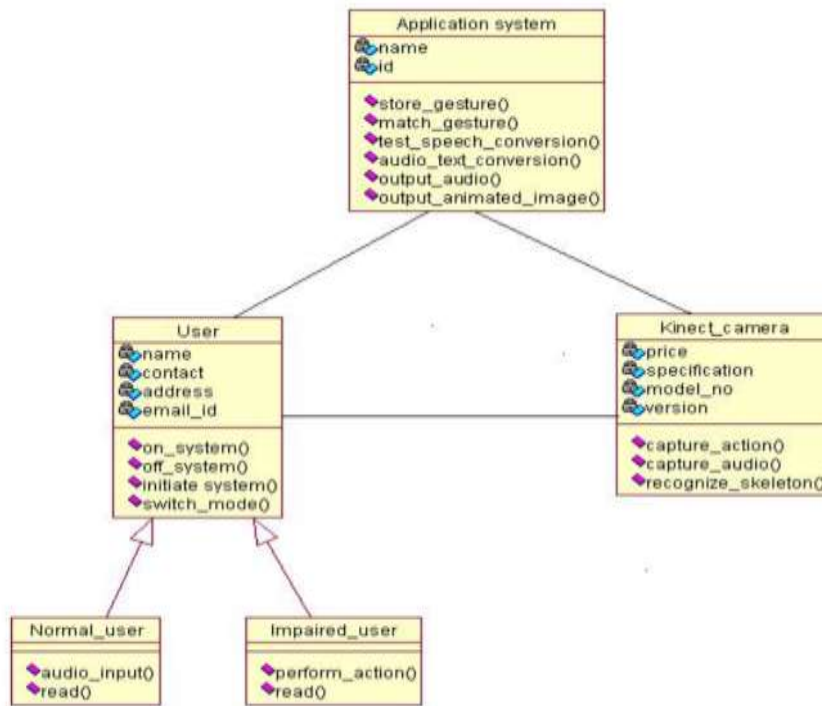 Application system
name
id
store_gesture()
match_gesture()
test_speech_conversion()
audio_text_conversion()
output_audio()
output_animated_image()
User
name
contact
address
email_id
on_system()
off_system()
initiate system()
switch_mode()
Kinect_camera
price
specification
model_no
version
capture_action()
capture_audio()
recognize_skeleton()
Normal_user
audio_input()
read()
Impaired_user
perform_action()
read()